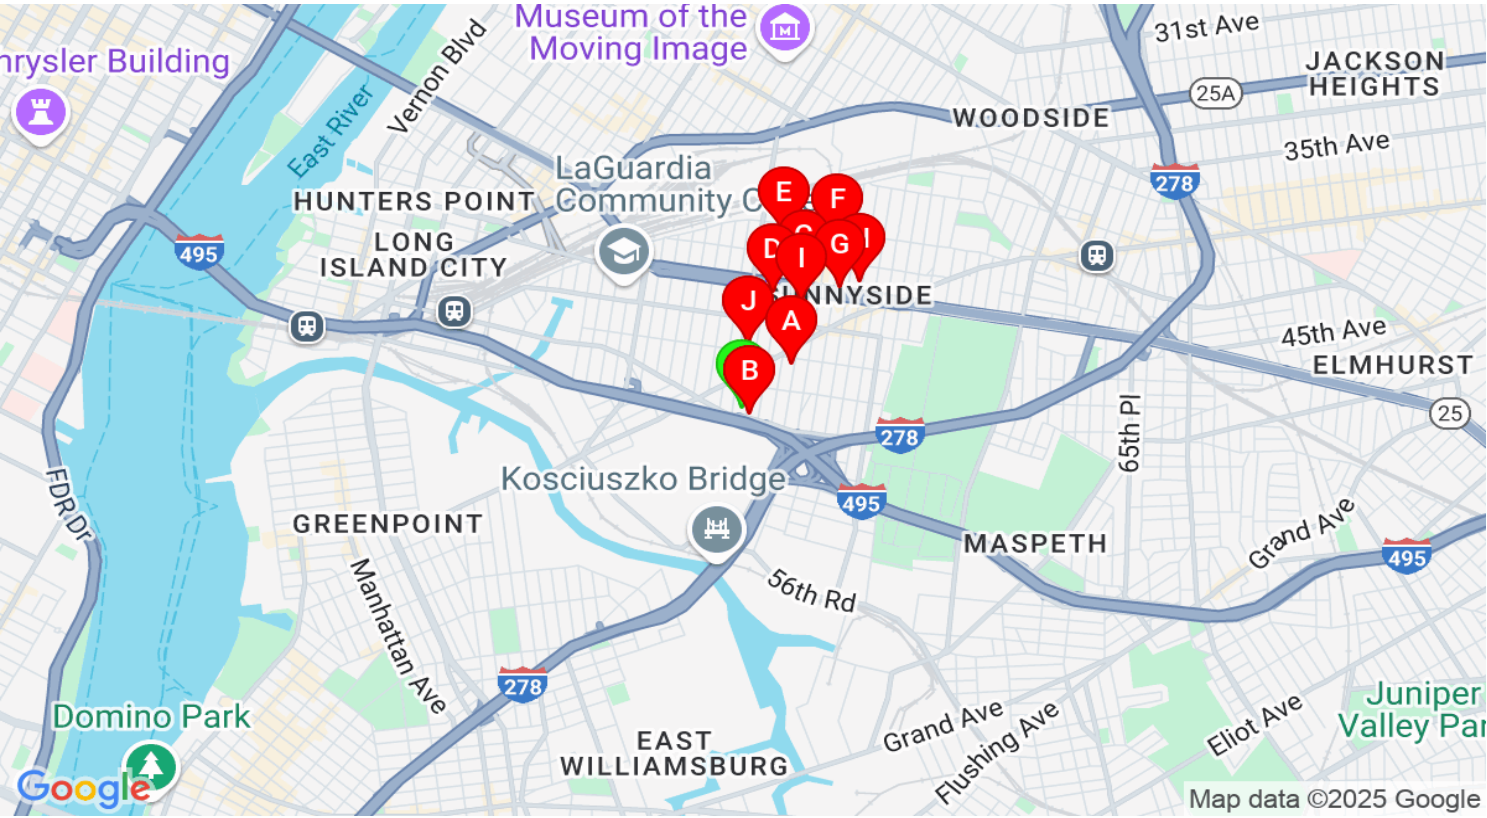 Museum of the
Moving Image
31st Ave
hrysler Building
Vernon Blvd
JACKSON
HEIGHTS
25A
WOODSIDE
East River
35th Ave
LaGuardia
Community C
278
E
F
HUNTERS POINT
LONG
ISLAND CITY
495
D
G
I
SUNNYSIDE
J
A
B
45th Ave
ELMHURST
25
65th Pl
278
Kosciuszko Bridge
495
FDR Dr
GREENPOINT
MASPETH
Grand Ave
495
56th Rd
Manhattan Ave
278
Domino Park
Grand Ave
Flushing Ave
Eliot Ave
Juniper
Valley Par
EAST
WILLIAMSBURG
Google
Map data ©2025 Google